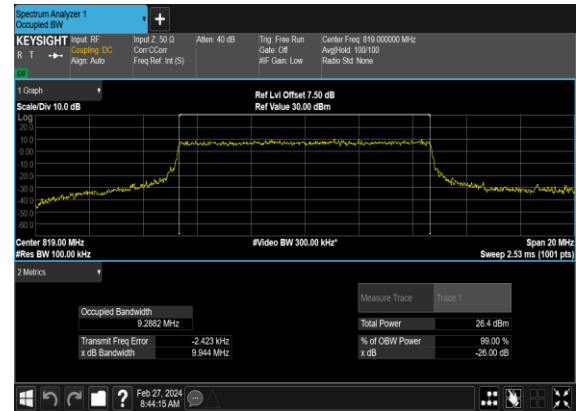 Spectrum Analyzer 1
Occupied BW
KEYSIGHT Input: RF Input Z: 50 Ω Atten: 40 dB Trig: Free Run Center Freq: 819.000000 MHz
R T Coupling: DC Corr CCorr Gate: Off Avg|Hold: 100/100
Align: Auto Freq Ref: Int (S) #IF Gain: Low Radio Std: None
1 Graph Ref Lvl Offset 7.50 dB
Scale/Div 10.0 dB Ref Value 30.00 dBm
Log
20.0
10.0
0.00
-10.0
-20.0
-30.0
-40.0
-50.0
-60.0
Center 819.00 MHz #Video BW 300.00 kHz* Span 20 MHz
#Res BW 100.00 kHz Sweep 2.53 ms (1001 pts)
2 Metrics
Measure Trace Trace 1
Occupied Bandwidth
9.2882 MHz Total Power 26.4 dBm
Transmit Freq Error -2.423 kHz % of OBW Power 99.00 %
x dB Bandwidth 9.944 MHz x dB -26.00 dB
Feb 27, 2024
8:44:15 AM